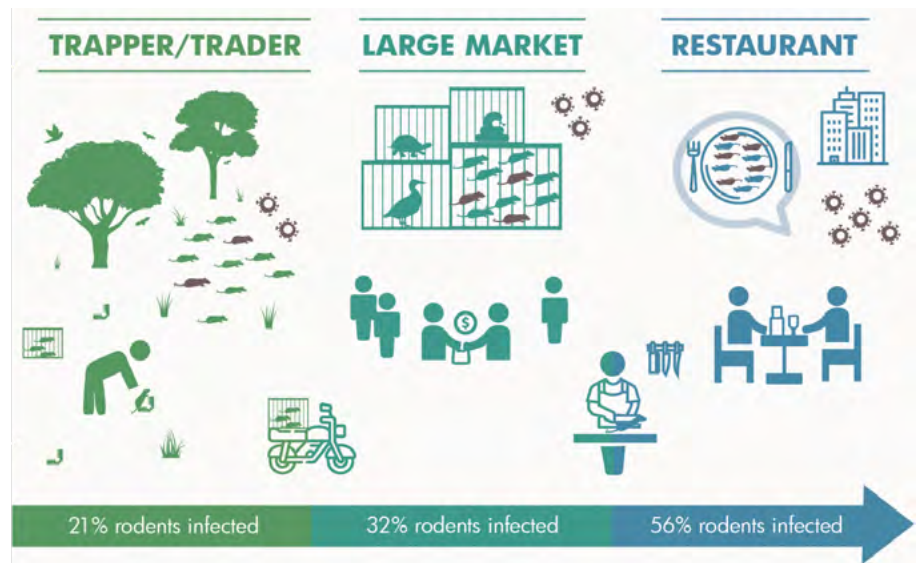 TRAPPER/TRADER
LARGE MARKET
RESTAURANT
$
21% rodents infected
32% rodents infected
56% rodents infected